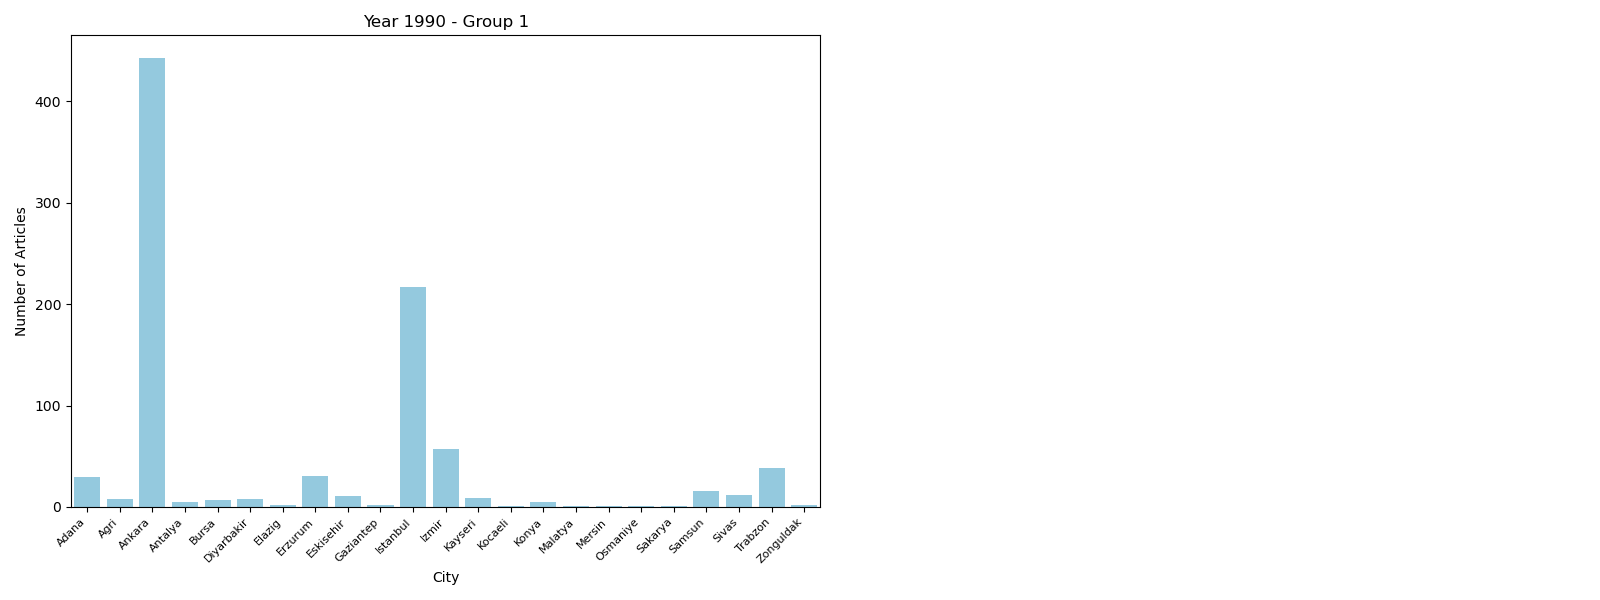 Year 1990 - Group 1
Number of Articles
400
300
200
100
0
Adana
Agri
Ankara
Antalya
Bursa
Diyarbakir
Elazig
Erzurum
Eskisehir
Gaziantep
Istanbul
Izmir
Kayseri
Kocaeli
Konya
Malatya
Mersin
Osmaniye
Sakarya
Samsun
Sivas
Trabzon
Zonguldak
City